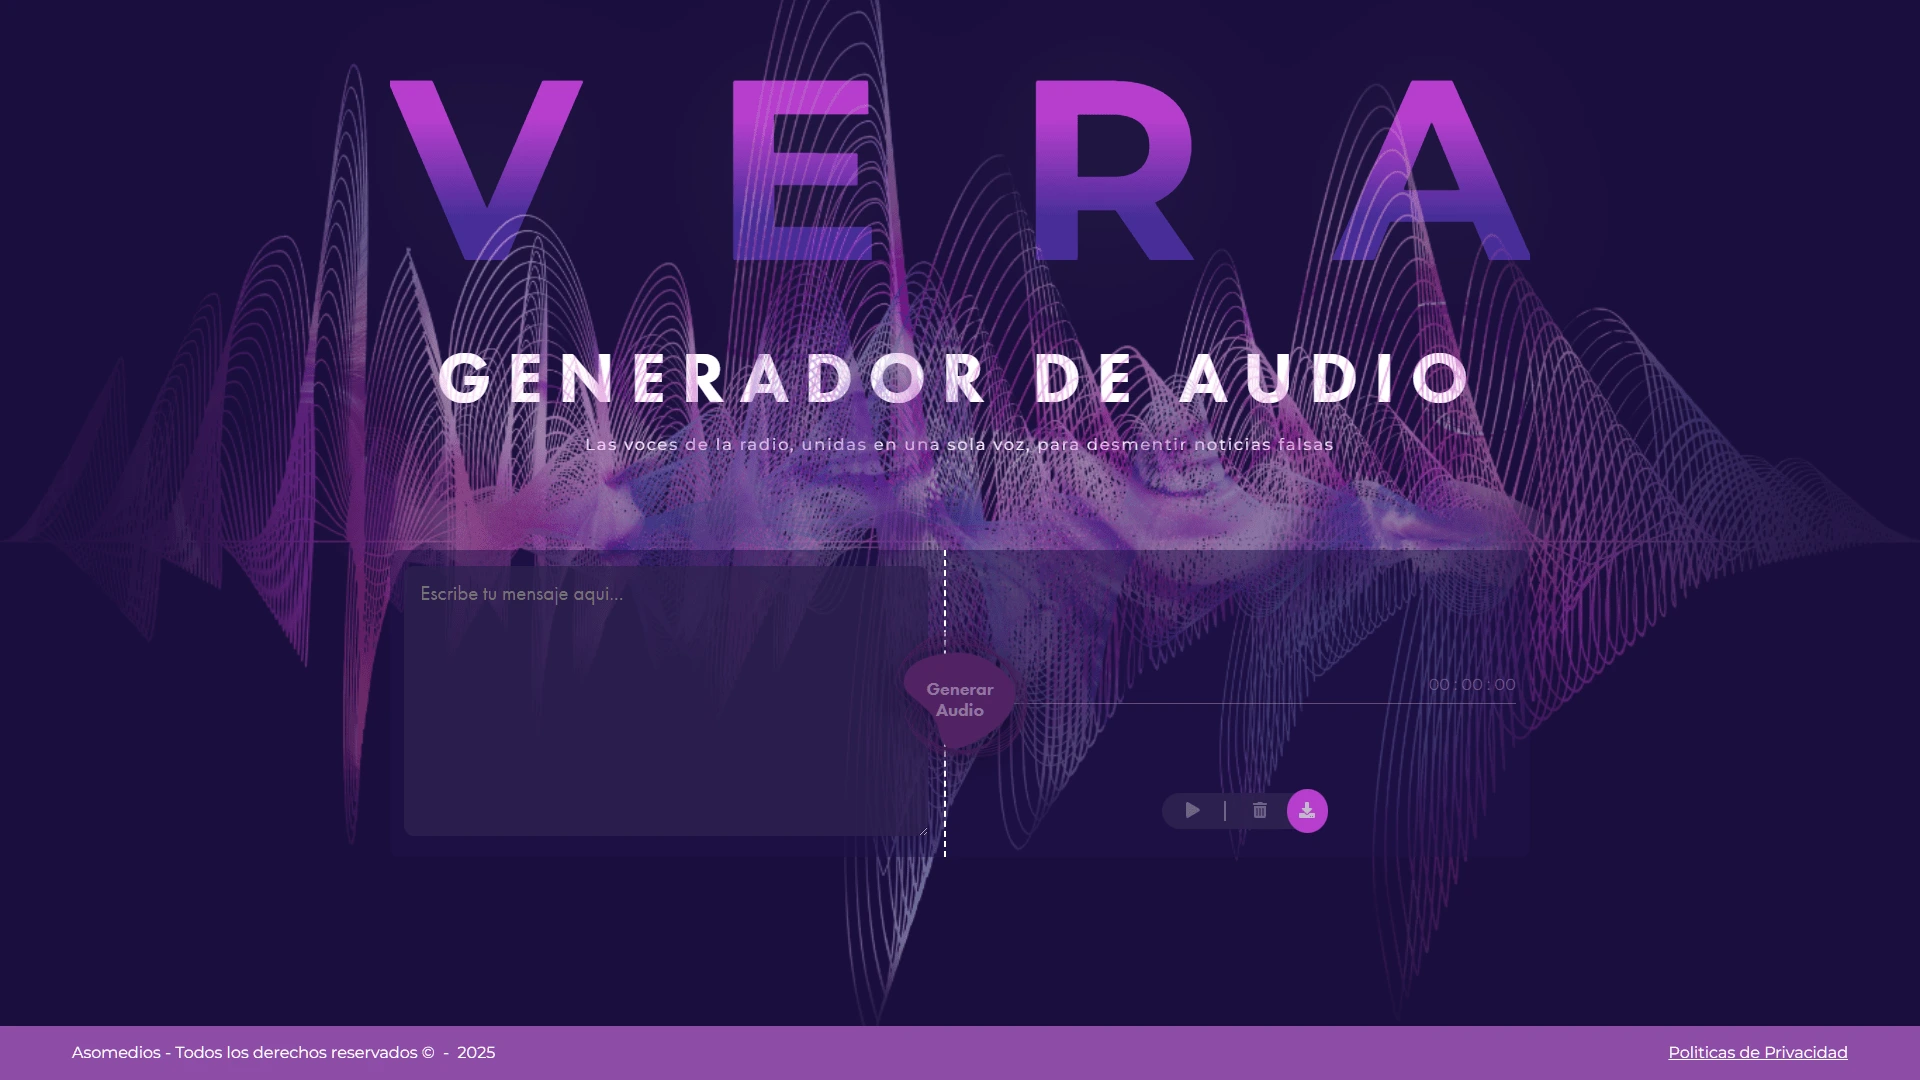 VERA
GENERADOR DE AUDIO
Las voces de la radio, unidas en una sola voz, para desmentir noticias falsas
Escribe tu mensaje aqui...
Generar
Audio
00 : 00 : 00
Asomedios - Todos los derechos reservados © - 2025
Politicas de Privacidad